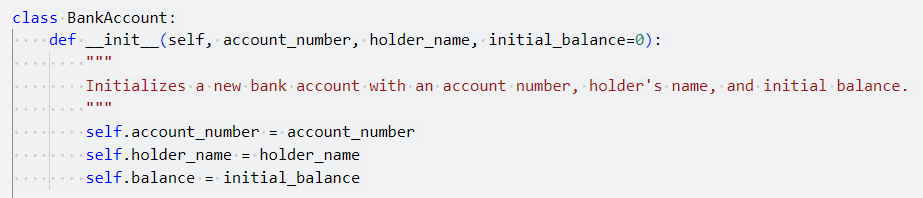 class BankAccount:
    def __init__(self, account_number, holder_name, initial_balance=0):
        """
        Initializes a new bank account with an account number, holder's name, and initial balance.
        """
        self.account_number = account_number
        self.holder_name = holder_name
        self.balance = initial_balance